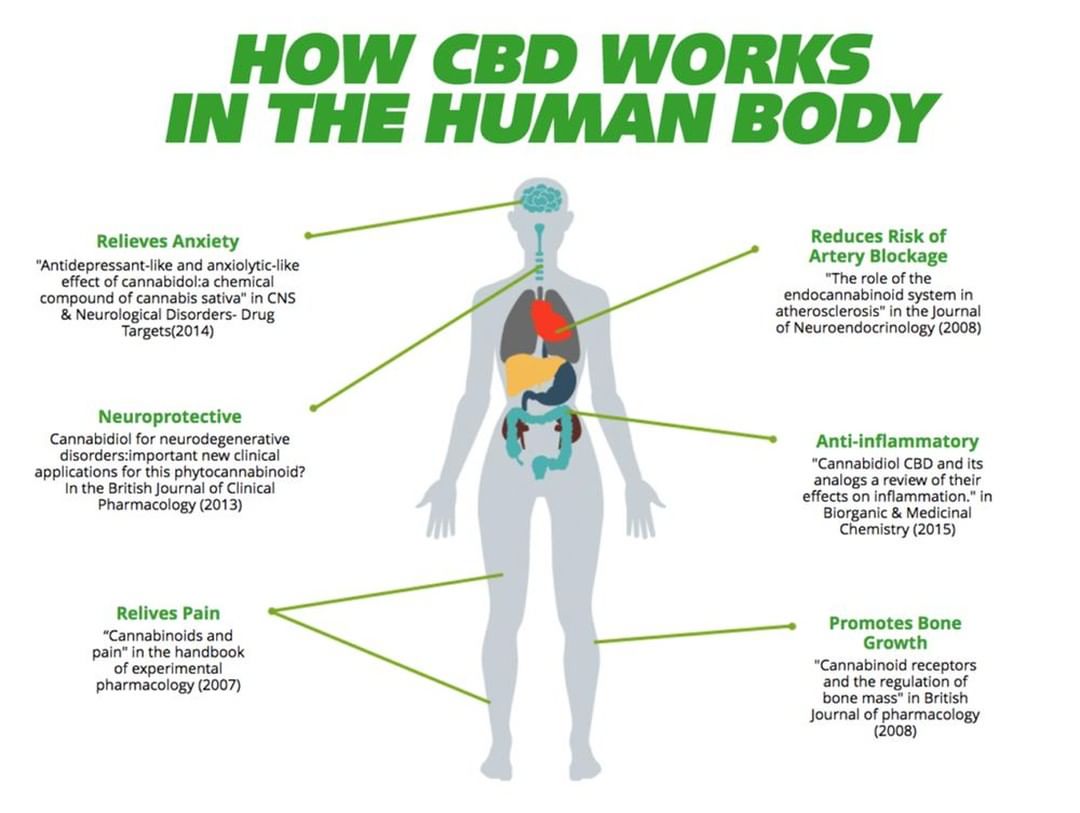 HOW CBD WORKS
IN THE HUMAN BODY
Relieves Anxiety
"Antidepressant-like and anxiolytic-like
effect of cannabidol:a chemical
compound of cannabis sativa" in CNS
& Neurological Disorders- Drug
Targets(2014)
Neuroprotective
Cannabidiol for neurodegenerative
disorders:important new clinical
applications for this phytocannabinoid?
In the British Journal of Clinical
Pharmacology (2013)
Relives Pain
“Cannabinoids and
pain" in the handbook
of experimental
pharmacology (2007)
Reduces Risk of
Artery Blockage
"The role of the
endocannabinoid system in
atherosclerosis" in the Journal
of Neuroendocrinology (2008)
Anti-inflammatory
"Cannabidiol CBD and its
analogs a review of their
effects on inflammation." in
Biorganic & Medicinal
Chemistry (2015)
Promotes Bone
Growth
"Cannabinoid receptors
and the regulation of
bone mass" in British
Journal of pharmacology
(2008)